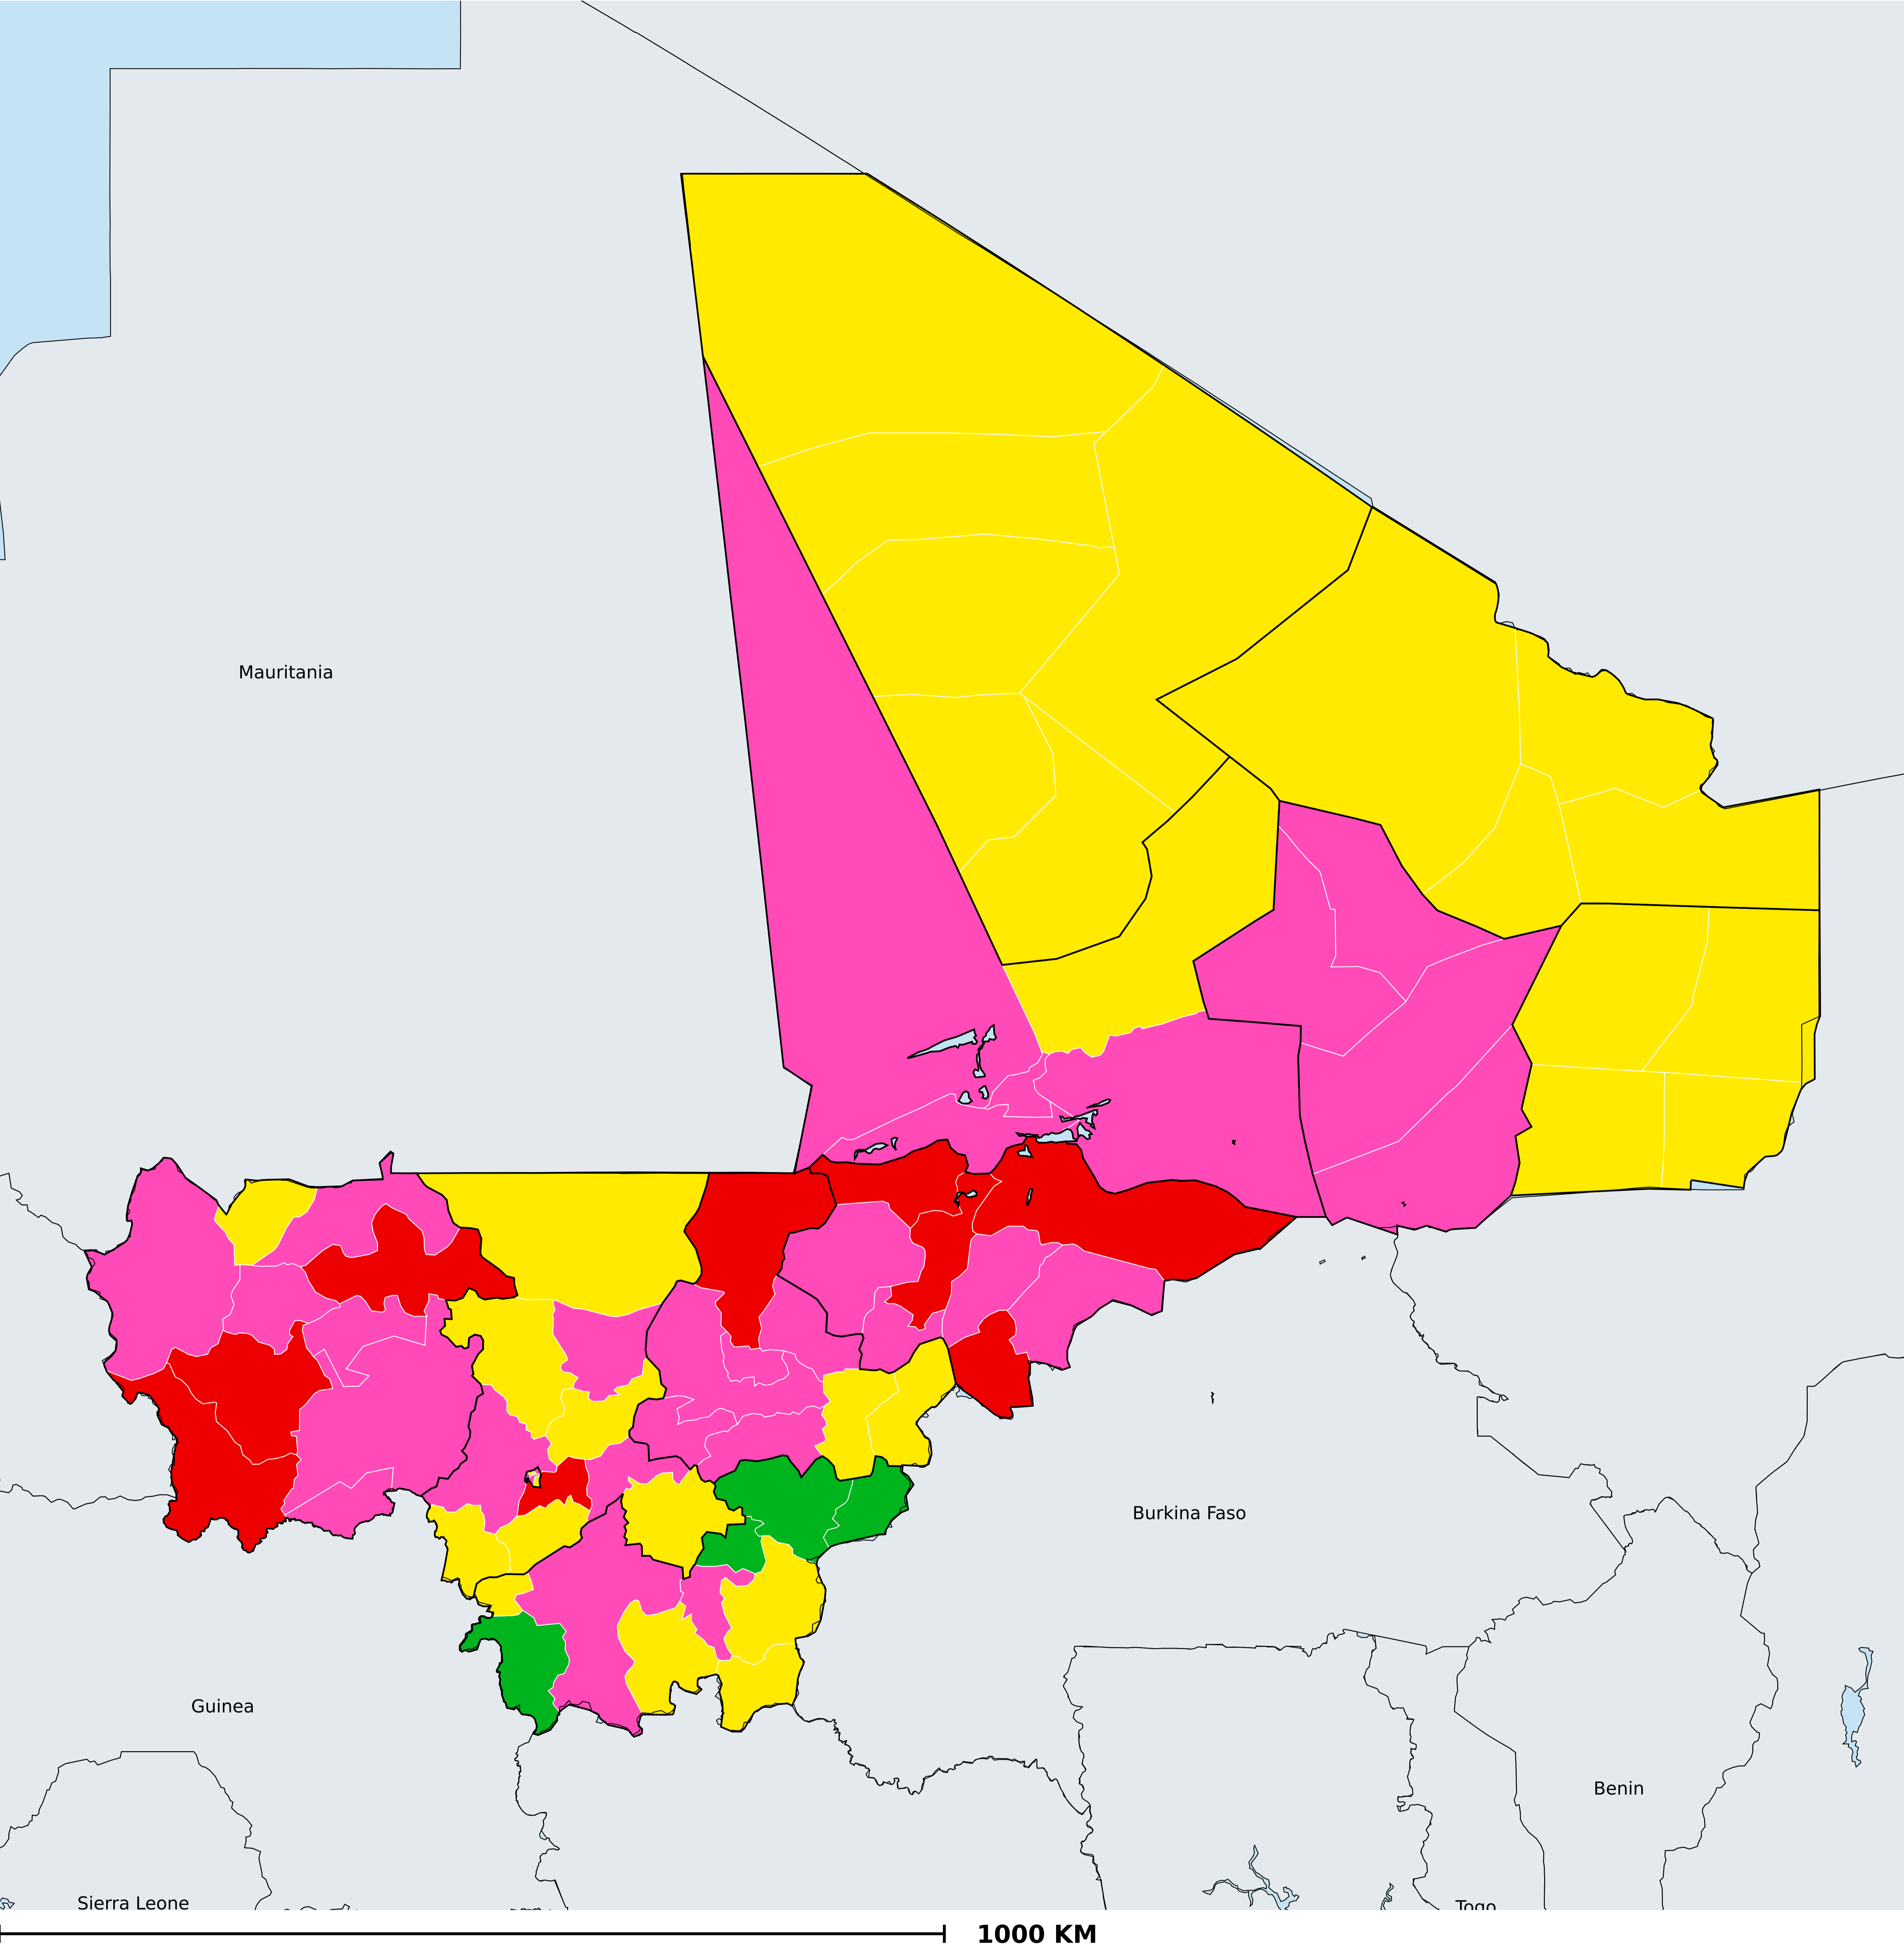 Mauritania
Burkina Faso
Guinea
Benin
Sierra Leone
Togo
1000 KM